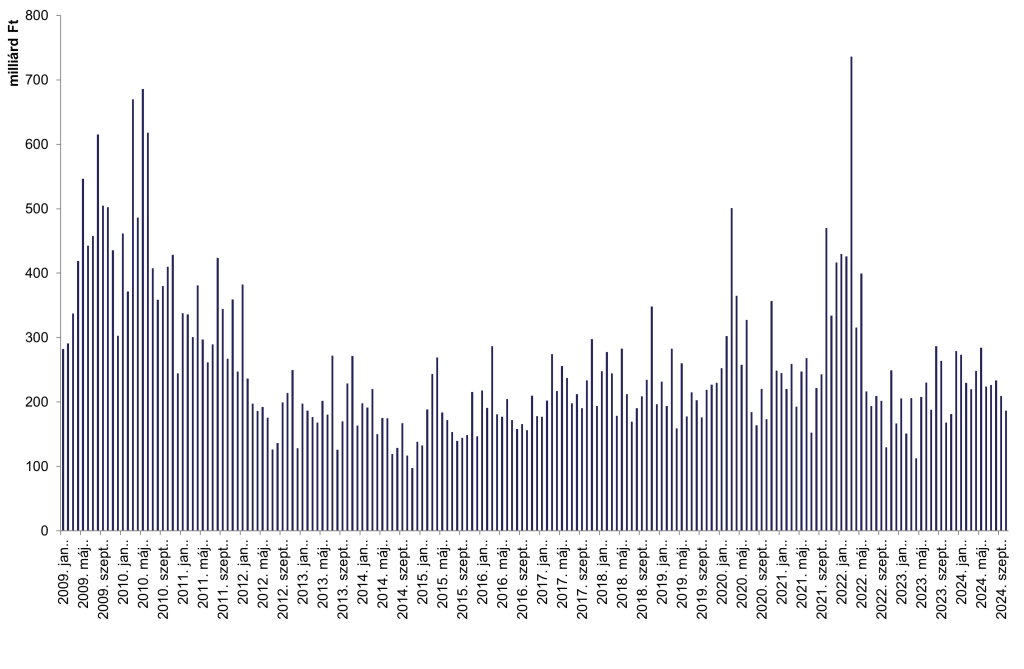 milliárd Ft
800
700
600
500
400
300
200
100
0
2009. jan..
2009. máj..
2009. szept..
2010. jan..
2010. máj..
2010. szept..
2011. jan..
2011. máj..
2011. szept..
2012. jan..
2012. máj..
2012. szept..
2013. jan..
2013. máj..
2013. szept..
2014. jan..
2014. máj..
2014. szept..
2015. jan..
2015. máj..
2015. szept..
2016. jan..
2016. máj..
2016. szept..
2017. jan..
2017. máj..
2017. szept..
2018. jan..
2018. máj..
2018. szept..
2019. jan..
2019. máj..
2019. szept..
2020. jan..
2020. máj..
2020. szept..
2021. jan..
2021. máj..
2021. szept..
2022. jan..
2022. máj..
2022. szept..
2023. jan..
2023. máj..
2023. szept..
2024. jan..
2024. máj..
2024. szept..